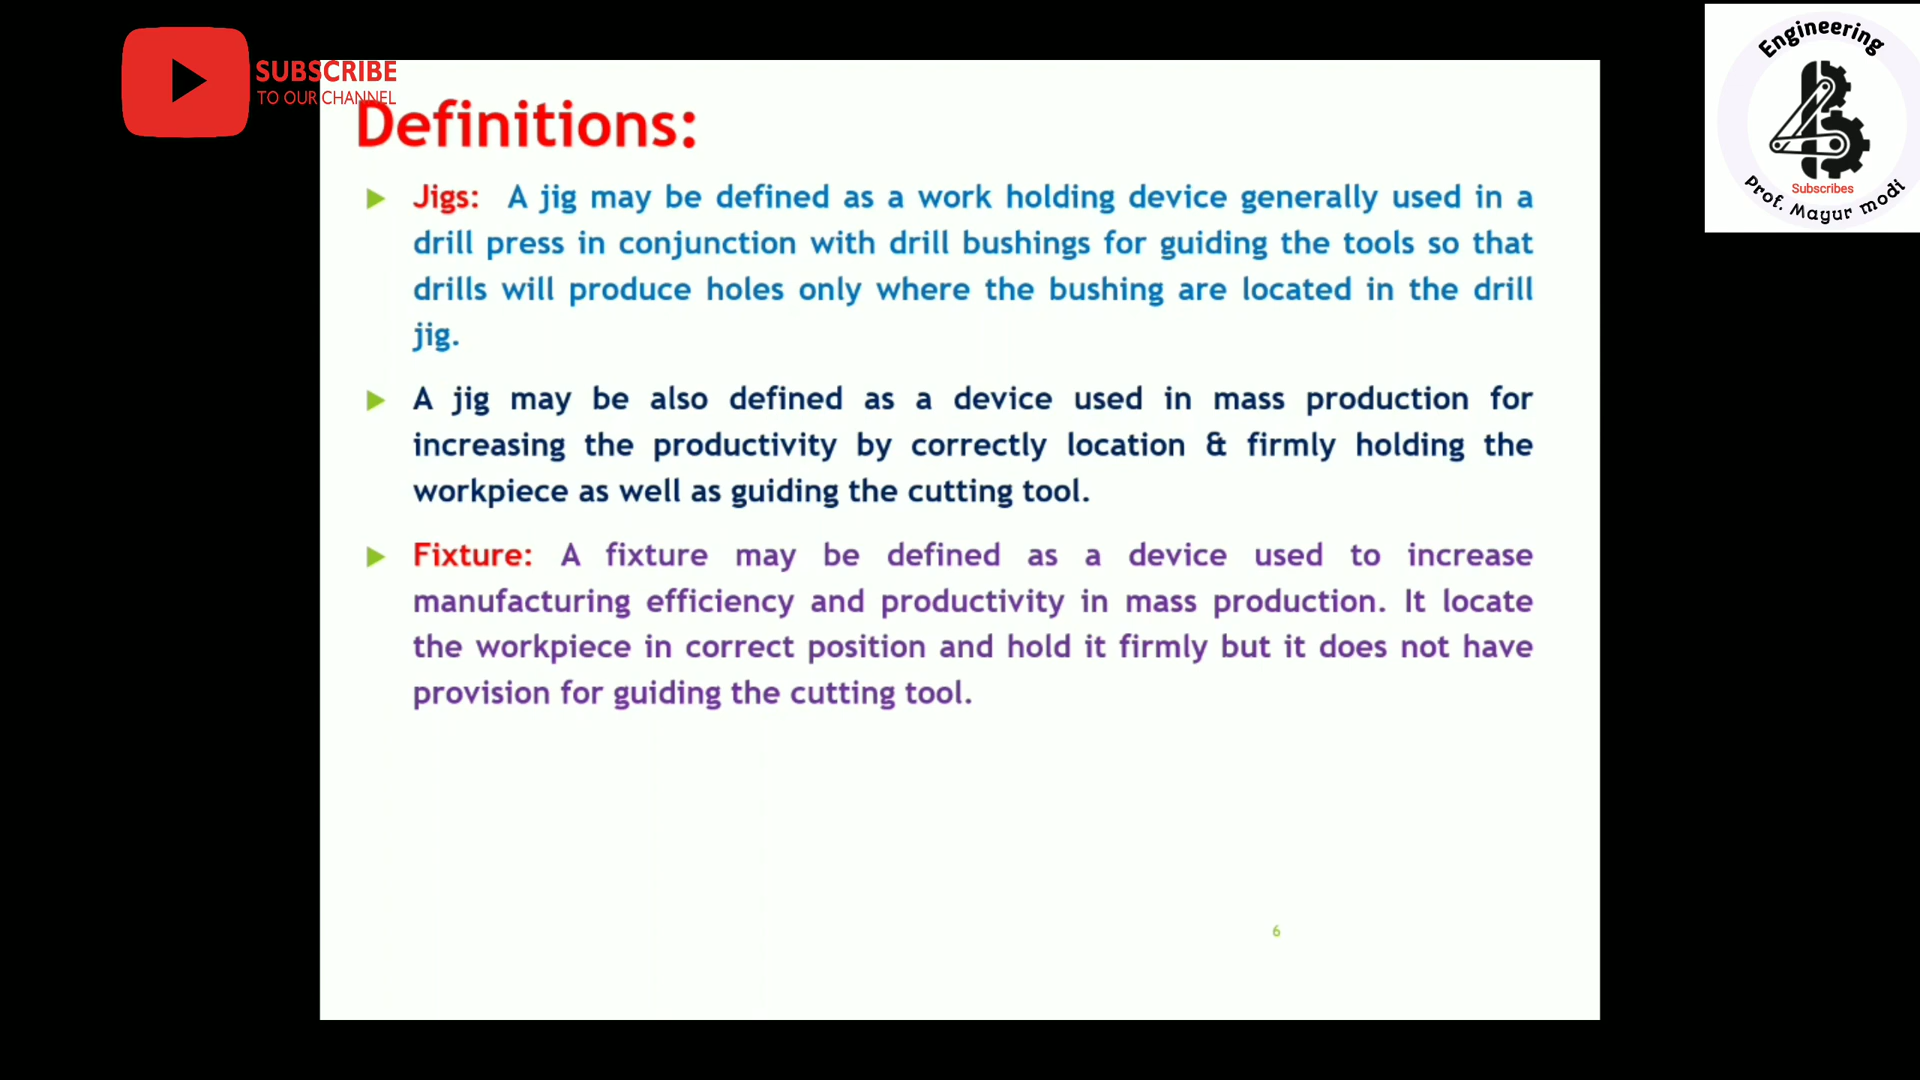 SUBSCRIBE
TO OUR CHANNEL
Engineering
Subscribes
Prof. Mayur modi
Definitions:
Jigs: A jig may be defined as a work holding device generally used in a
drill press in conjunction with drill bushings for guiding the tools so that
drills will produce holes only where the bushing are located in the drill
jig.
A jig may be also defined as a device used in mass production for
increasing the productivity by correctly location & firmly holding the
workpiece as well as guiding the cutting tool.
Fixture: A fixture may be defined as a device used to increase
manufacturing efficiency and productivity in mass production. It locate
the workpiece in correct position and hold it firmly but it does not have
provision for guiding the cutting tool.
6